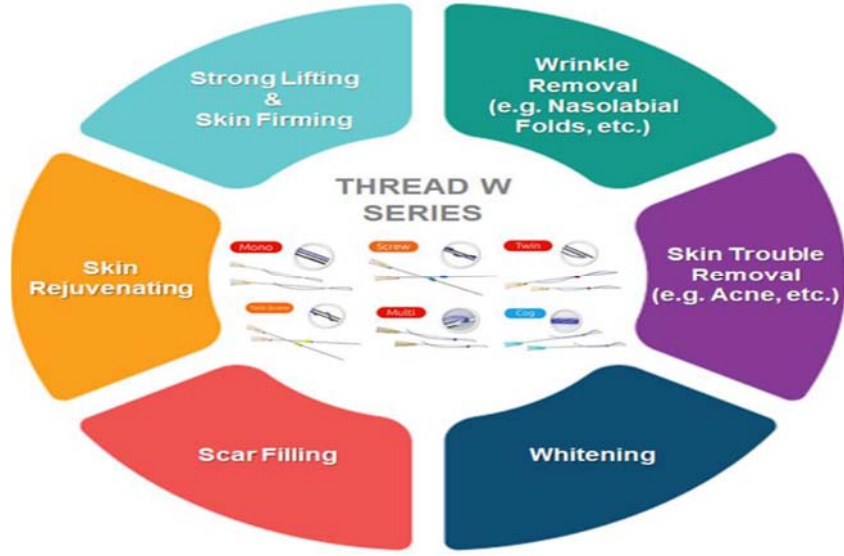 Strong Lifting
&
Skin Firming
Wrinkle
Removal
(e.g. Nasolabial
Folds, etc.)
THREAD W
SERIES
Mono
Screw
Twin
Skin
Rejuvenating
Skin Trouble
Removal
(e.g. Acne, etc.)
Multi
Cog
Scar Filling
Whitening